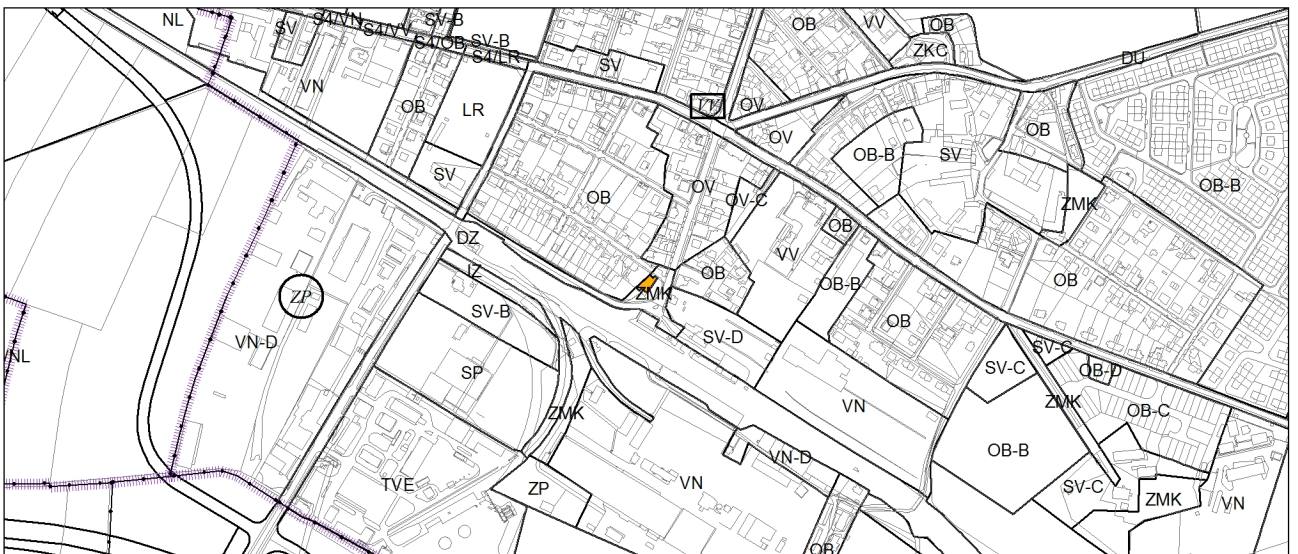 NL
SV
S4/VN
S4/VV
SV-B
S4/OB
SV-B
S4/LR
VN
OB
LR
SV
SV
OB
VV
OB
ZKC
DU
VV
OV
OV
OB
OB-B
SV
OB
OB-B
OV
OV-C
ZMK
DZ
IZ
OB
VV
OB
OB-B
OB
OB
ZP
ZMK
SV-B
SV-D
VN-D
VNL
SP
SV-C
SV-C
OB-D
ZMK
VN
ZMK
OB-C
OB-B
VN-D
TVE
ZP
VN
SV-C
ZMK
VN
OB